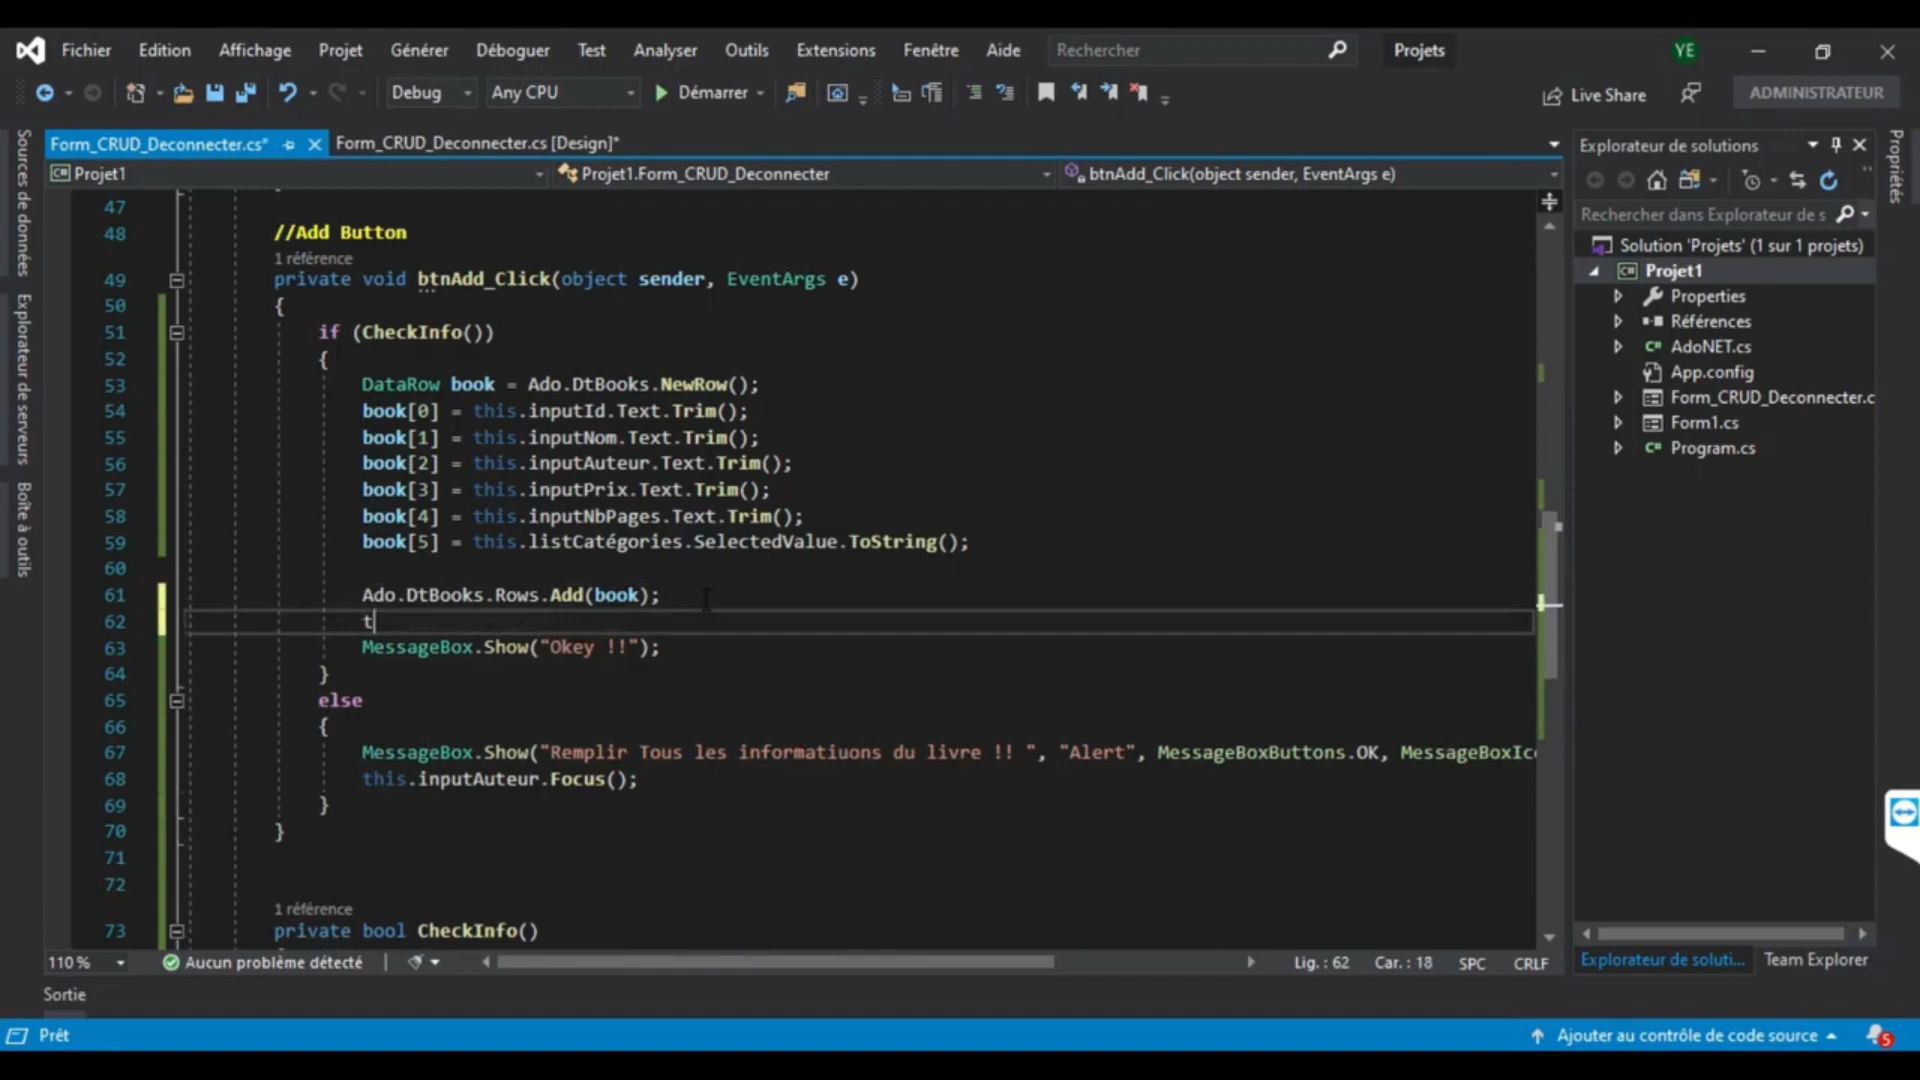 Fichier Edition Affichage Projet Générer Déboguer Test Analyser Outils Extensions Fenêtre Aide Rechercher Projets YE
Debug Any CPU Démarrer Live Share ADMINISTRATEUR
Form_CRUD_Deconnecter.cs* Form_CRUD_Deconnecter.cs [Design]*
Projet1 Projet1.Form_CRUD_Deconnecter btnAdd_Click(object sender, EventArgs e)
Sources de données
Explorateur de serveurs
Boîte à outils
47
48 //Add Button
1 référence
49 private void btnAdd_Click(object sender, EventArgs e)
50 {
51 if (CheckInfo())
52 {
53 DataRow book = Ado.DtBooks.NewRow();
54 book[0] = this.inputId.Text.Trim();
55 book[1] = this.inputNom.Text.Trim();
56 book[2] = this.inputAuteur.Text.Trim();
57 book[3] = this.inputPrix.Text.Trim();
58 book[4] = this.inputNbPages.Text.Trim();
59 book[5] = this.listCatégories.SelectedValue.ToString();
60
61 Ado.DtBooks.Rows.Add(book);
62 t
63 MessageBox.Show("Okey !!");
64 }
65 else
66 {
67 MessageBox.Show("Remplir Tous les informatiuons du livre !! ", "Alert", MessageBoxButtons.OK, MessageBoxIc
68 this.inputAuteur.Focus();
69 }
70 }
71
72
1 référence
73 private bool CheckInfo()
110 % Aucun problème détecté Lig. : 62 Car. : 18 SPC CRLF
Explorateur de solutions
Rechercher dans Explorateur de s
Solution 'Projets' (1 sur 1 projets)
Projet1
Properties
Références
AdoNET.cs
App.config
Form_CRUD_Deconnecter.c
Form1.cs
Program.cs
Explorateur de soluti... Team Explorer
Propriétés
Sortie
Prêt Ajouter au contrôle de code source 5